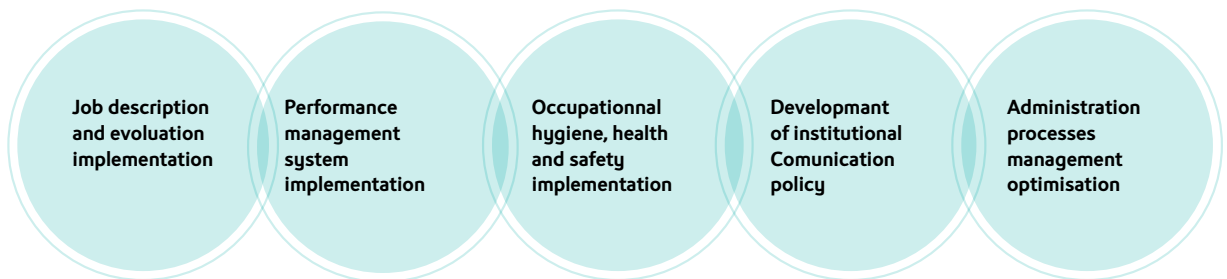 Job description
and evoluation
implementation
Performance
management
system
implementation
Occupationnal
hygiene, health
and safety
implementation
Developmant
of institutional
Comunication
policy
Administration
processes
management
optimisation